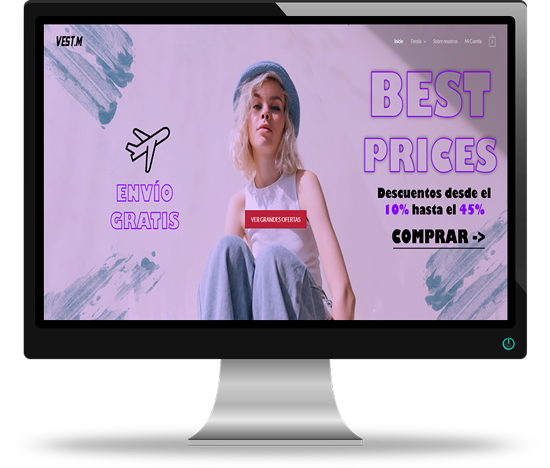 VEST.M
Inicio Tienda Sobre nosotros Mi Cuenta
BEST
PRICES
ENVÍO
GRATIS
Descuentos desde el
10% hasta el 45%
VER GRANDES OFERTAS
COMPRAR ->